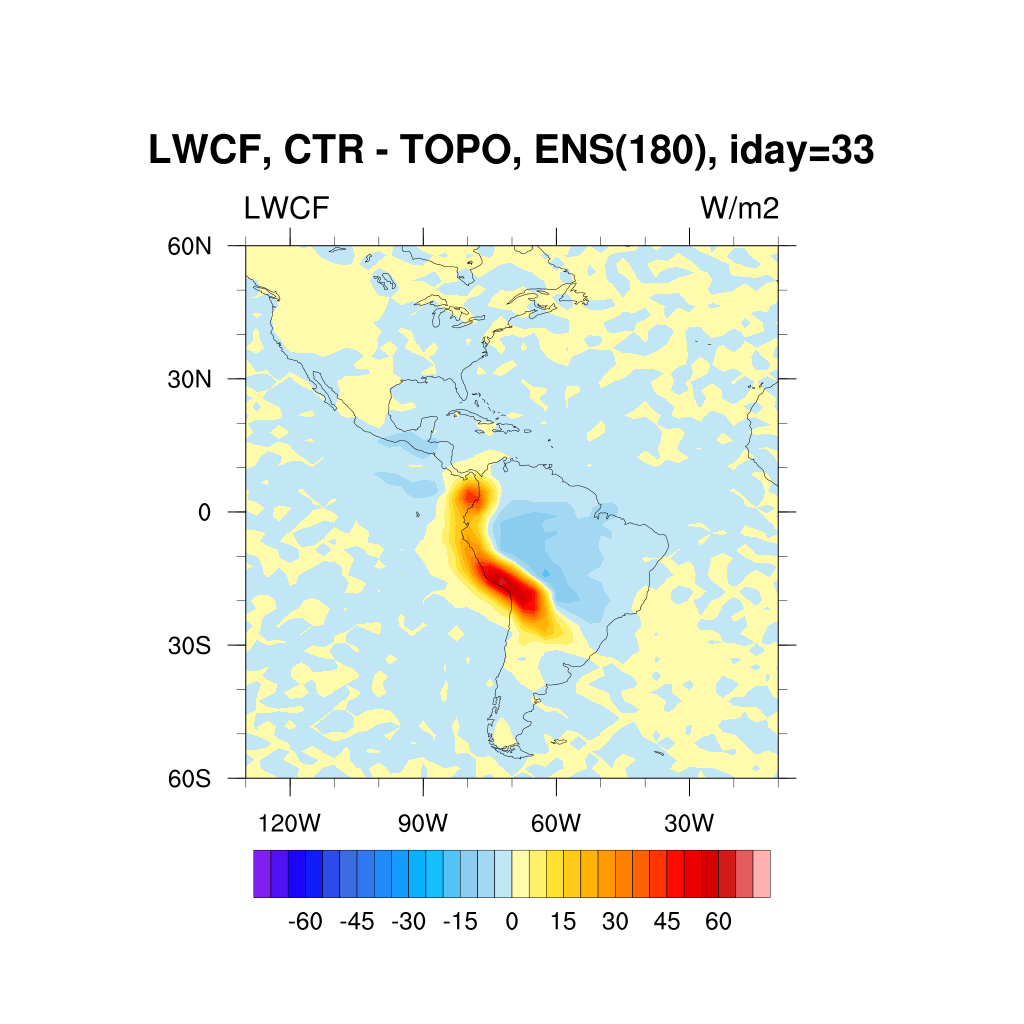 LWCF, CTR - TOPO, ENS(180), iday=33
LWCF W/m2
60N
30N
0
30S
60S
120W 90W 60W 30W
-60 -45 -30 -15 0 15 30 45 60